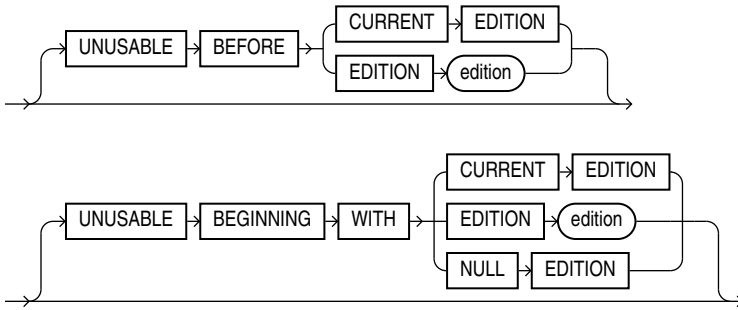 CURRENT EDITION
UNUSABLE BEFORE
EDITION edition
CURRENT EDITION
UNUSABLE BEGINNING WITH EDITION edition
NULL EDITION